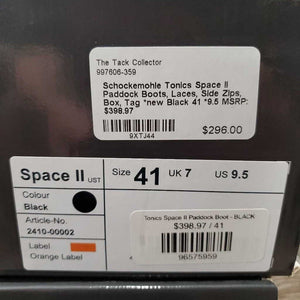 The Tack Collector
997606-359
Schockemohle Tonics Space II
Paddock Boots, Laces, Side Zips,
Box, Tag *new Black 41 *9.5 MSRP:
$398.97
9XTJ44
$296.00
Space II UST
Size 41 UK 7 US 9.5
Colour
Black
Article-No.
2410-00002
Label
Orange Label
Tonics Space II Paddock Boot - BLACK
$398.97 / 41
96575959